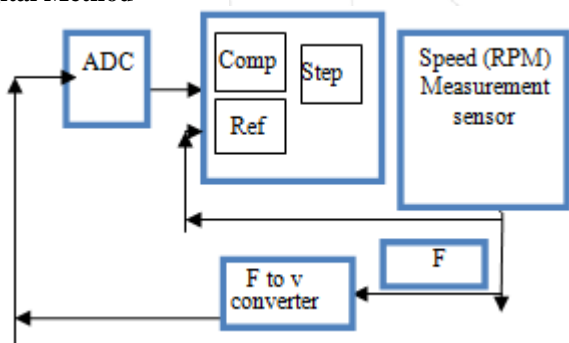 ADC
Comp
Step
Ref
Speed (RPM)
Measurement
sensor
F
F to v
converter